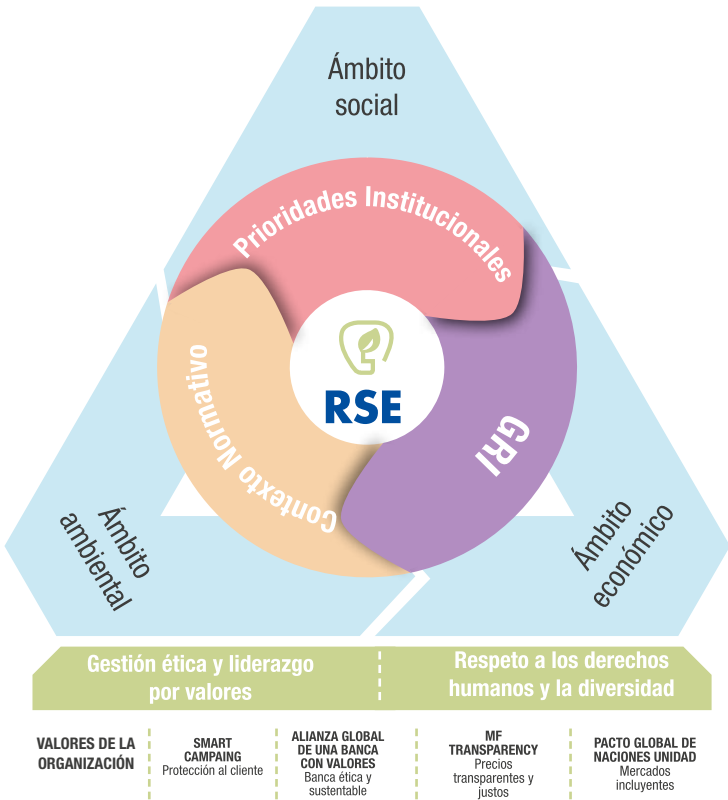 Ámbito
social
Prioridades Institucionales
Contexto Normativo
RSE
GRI
Ámbito
ambiental
Ámbito
económico
Gestión ética y liderazgo
por valores
Respeto a los derechos
humanos y la diversidad
VALORES DE LA
ORGANIZACIÓN
SMART
CAMPAING
Protección al cliente
ALIANZA GLOBAL
DE UNA BANCA
CON VALORES
Banca ética y
sustentable
MF
TRANSPARENCY
Precios
transparentes y
justos
PACTO GLOBAL DE
NACIONES UNIDAD
Mercados
incluyentes